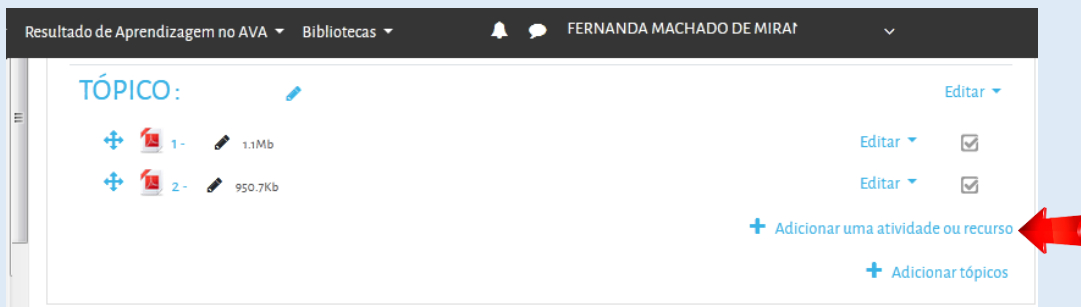 Resultado de Aprendizagem no AVA Bibliotecas FERNANDA MACHADO DE MIRAI
TÓPICO: Editar
1 - 1.1Mb Editar
2 - 950.7Kb Editar
Adicionar uma atividade ou recurso
Adicionar tópicos